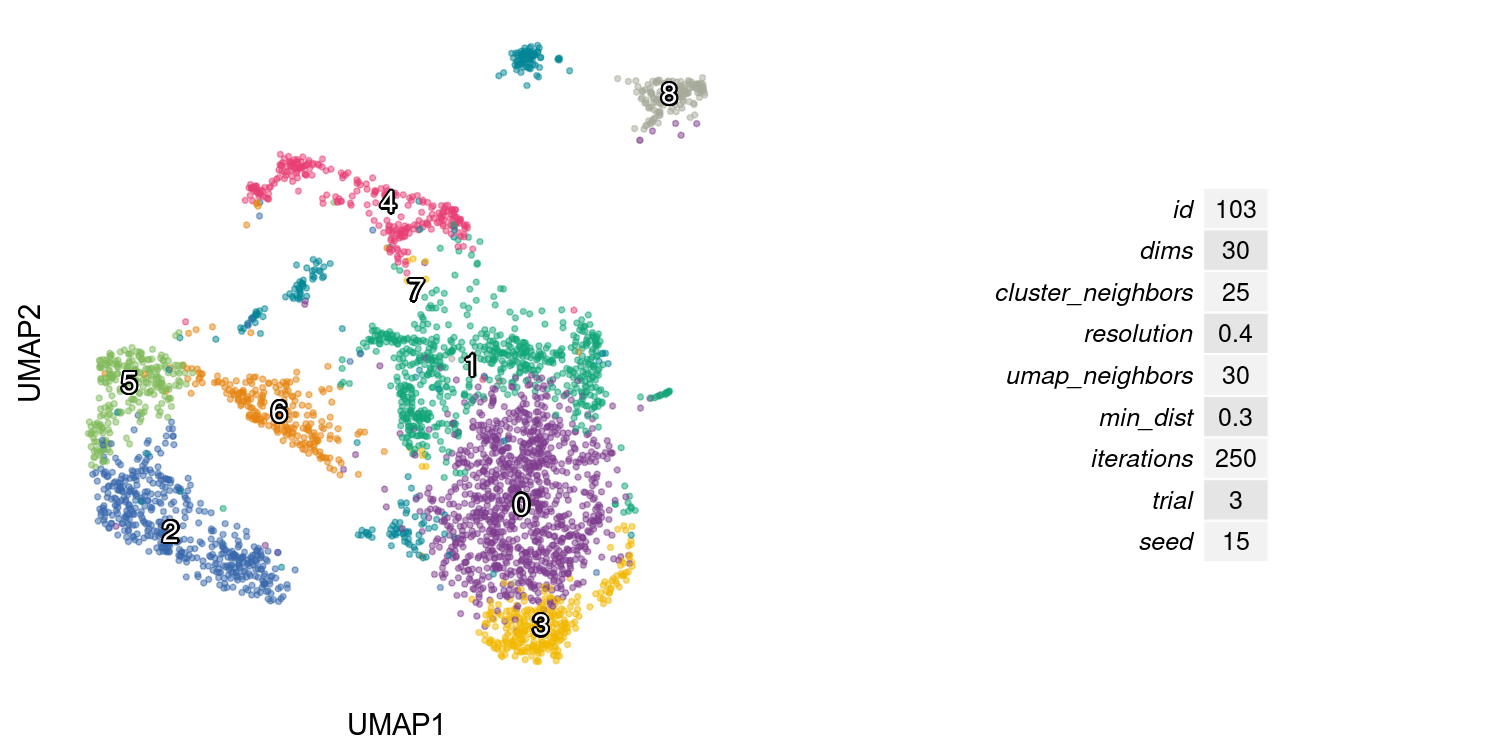 8
4
7
1
5
6
0
2
3
UMAP2
UMAP1
id 103
dims 30
cluster_neighbors 25
resolution 0.4
umap_neighbors 30
min_dist 0.3
iterations 250
trial 3
seed 15